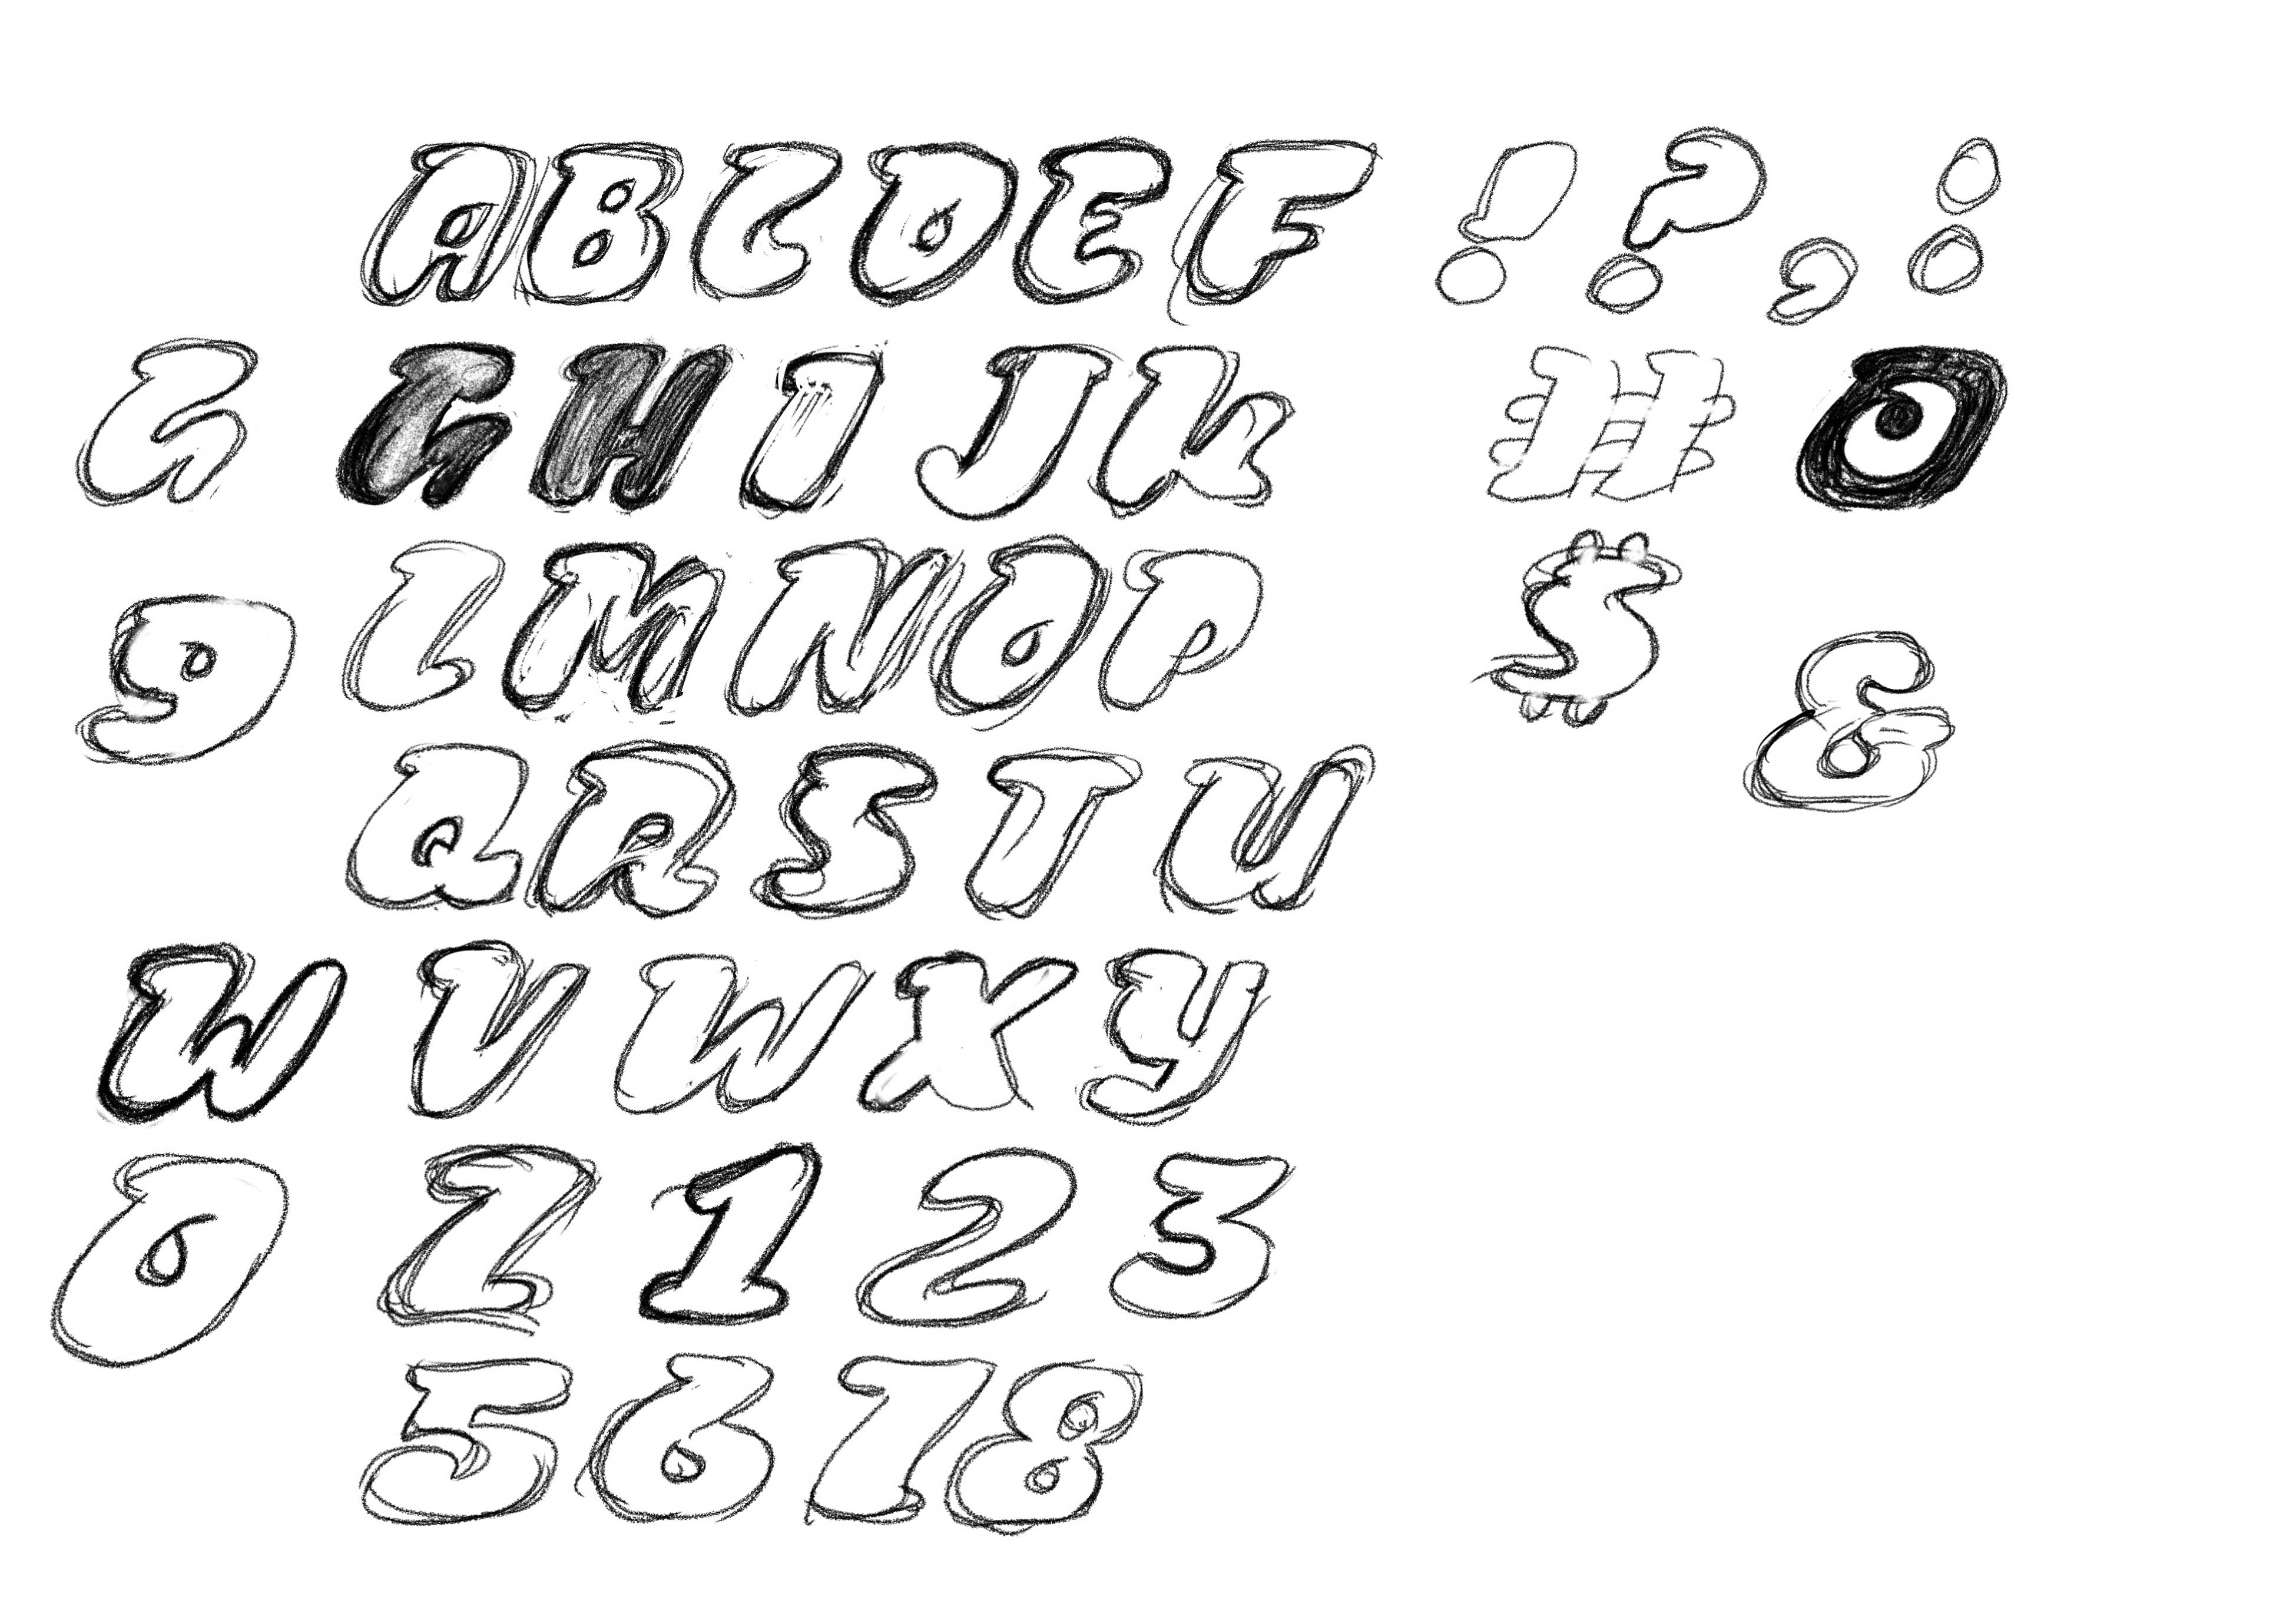 ABCDEF ! ? , :
G GHIJK # O
9 LMNOP $ &
QRSTU
W VWXY
0 Z123
5678